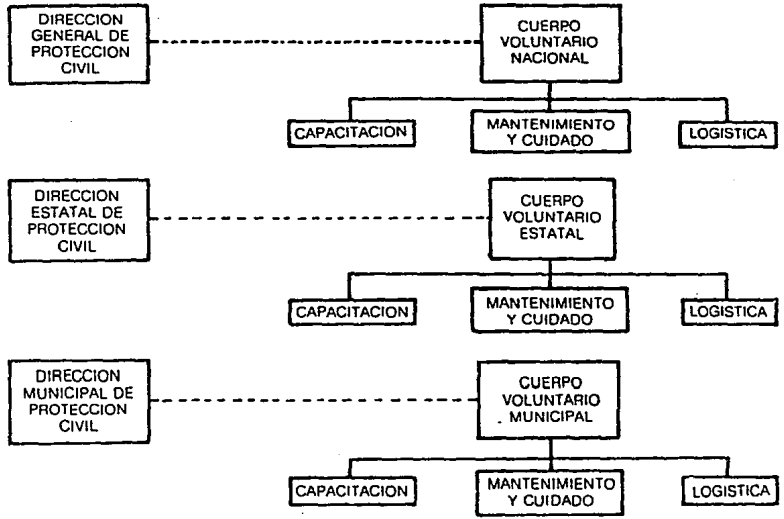 DIRECCION
GENERAL DE
PROTECCION
CIVIL
CUERPO
VOLUNTARIO
NACIONAL
CAPACITACION
MANTENIMIENTO
Y CUIDADO
LOGISTICA
DIRECCION
ESTATAL DE
PROTECCION
CIVIL
CUERPO
VOLUNTARIO
ESTATAL
CAPACITACION
MANTENIMIENTO
Y CUIDADO
LOGISTICA
DIRECCION
MUNICIPAL DE
PROTECCION
CIVIL
CUERPO
VOLUNTARIO
MUNICIPAL
CAPACITACION
MANTENIMIENTO
Y CUIDADO
LOGISTICA